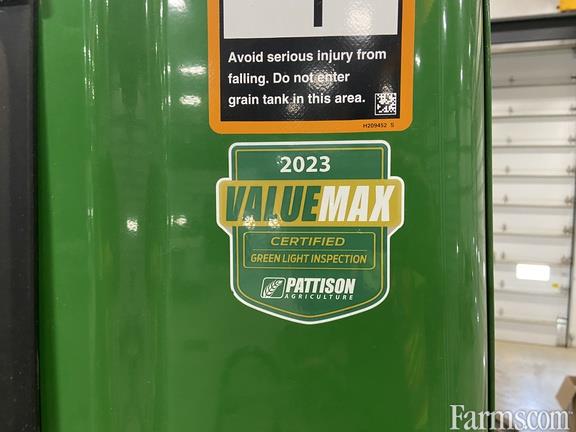 Avoid serious injury from
falling. Do not enter
grain tank in this area.
H209452 S
2023
VALUEMAX
CERTIFIED
GREEN LIGHT INSPECTION
PATTISON
AGRICULTURE
Farms.com